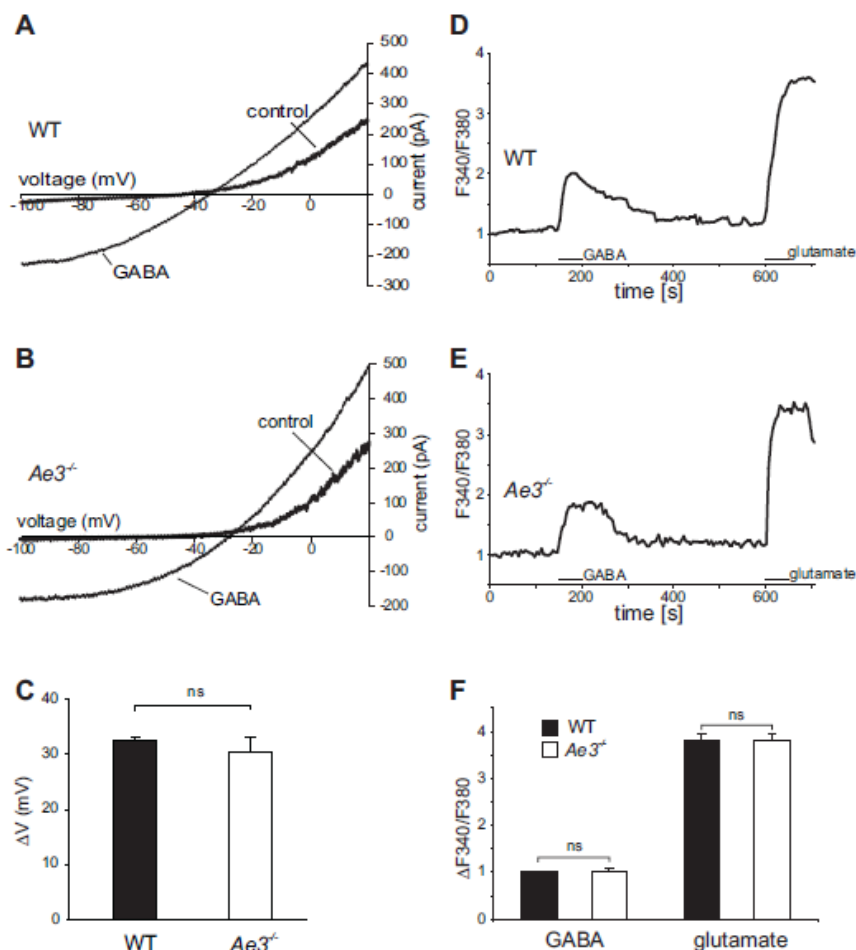 A
WT
control
voltage (mV)
GABA
-100
-80
-60
-40
-20
0
500
400
300
200
100
0
-100
-200
-300
current (pA)
B
Ae3-/-
control
voltage (mV)
GABA
-100
-80
-60
-40
-20
0
500
400
300
200
100
0
-100
-200
current (pA)
C
ns
40
30
20
10
0
ΔV (mV)
WT
Ae3-/-
D
4
3
2
1
F340/F380
WT
GABA
glutamate
0
200
400
600
time [s]
E
4
3
2
1
F340/F380
Ae3-/-
GABA
glutamate
0
200
400
600
time [s]
F
WT
Ae3-/-
ns
ns
4
3
2
1
0
ΔF340/F380
GABA
glutamate